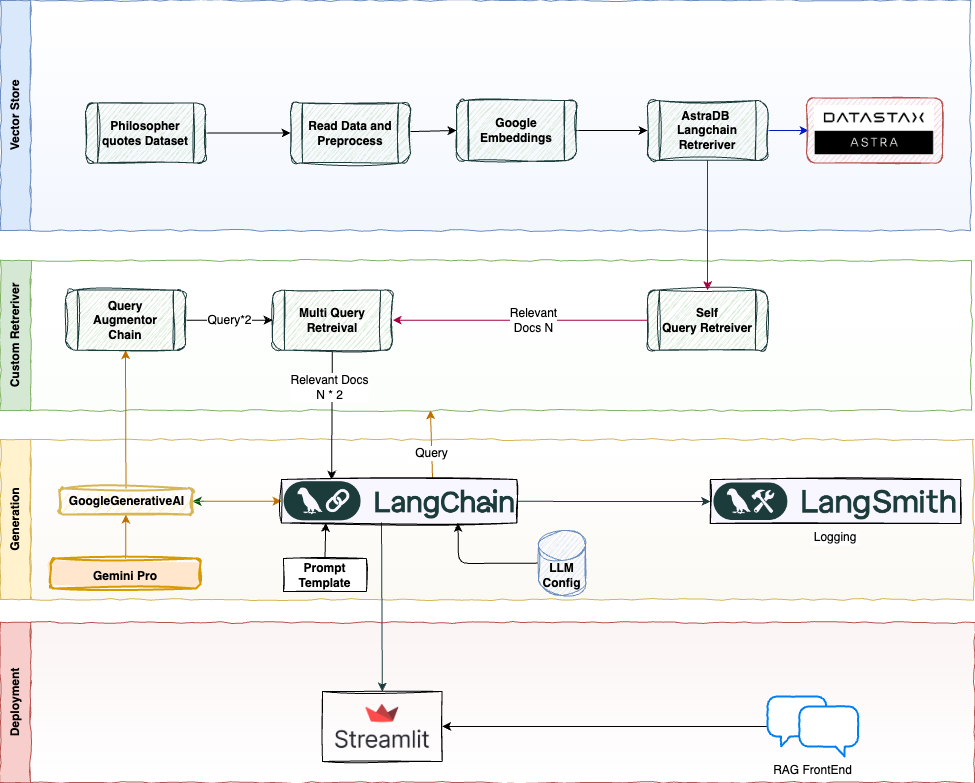 Vector Store
Philosopher
quotes Dataset
Read Data and
Preprocess
Google
Embeddings
AstraDB
Langchain
Retreriver
DATASTAX
ASTRA
Custom Retreriver
Query
Augmentor
Chain
Query*2
Multi Query
Retreival
Relevant
Docs N
Self
Query Retreiver
Relevant Docs
N * 2
Generation
Query
GoogleGenerativeAI
LangChain
LangSmith
Logging
Gemini Pro
Prompt
Template
LLM
Config
Deployment
Streamlit
RAG FrontEnd